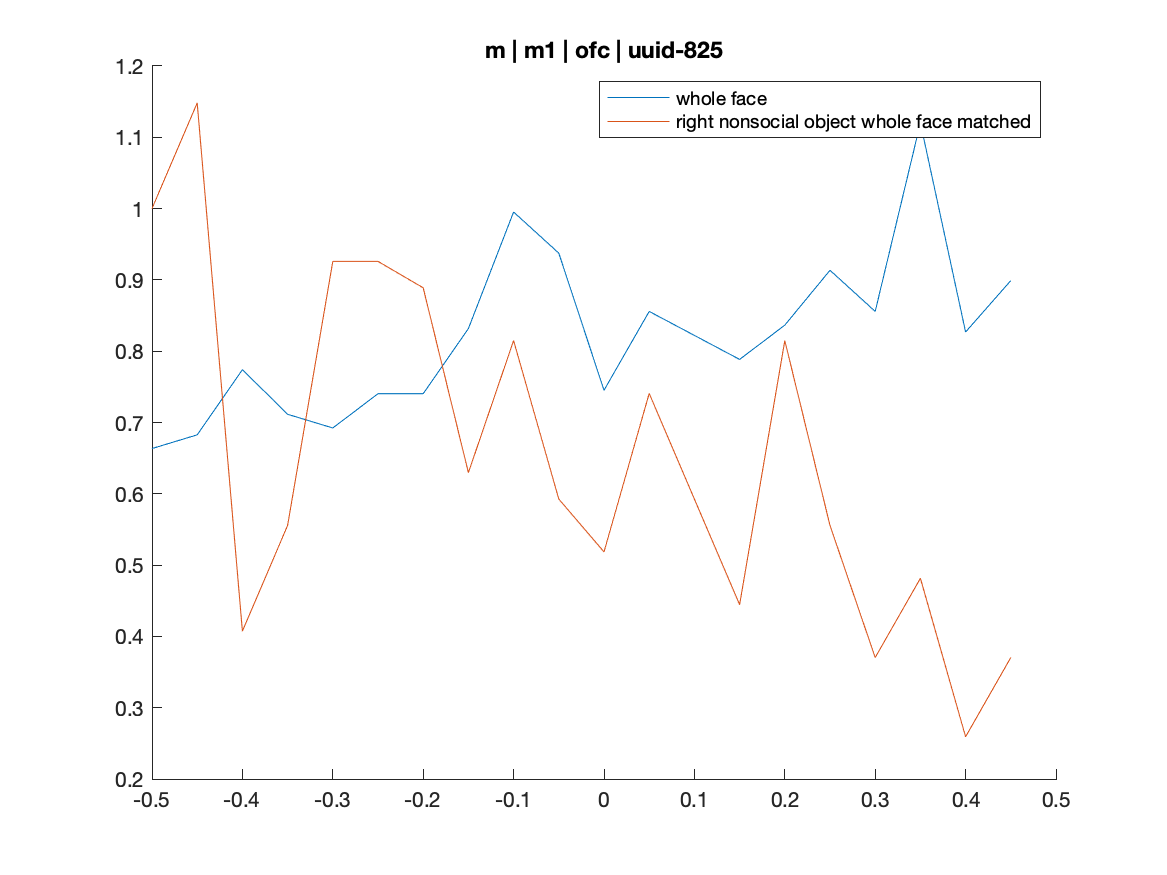 m | m1 | ofc | uuid-825
whole face
right nonsocial object whole face matched
1.2
1.1
1
0.9
0.8
0.7
0.6
0.5
0.4
0.3
0.2
-0.5 -0.4 -0.3 -0.2 -0.1 0 0.1 0.2 0.3 0.4 0.5